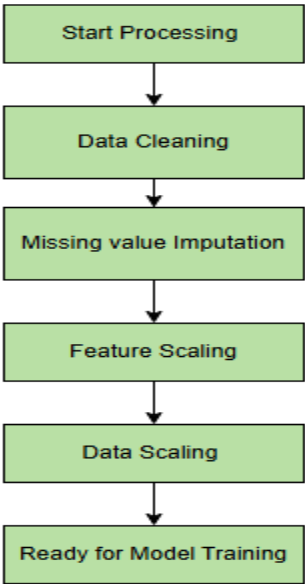 Start Processing
Data Cleaning
Missing value Imputation
Feature Scaling
Data Scaling
Ready for Model Training